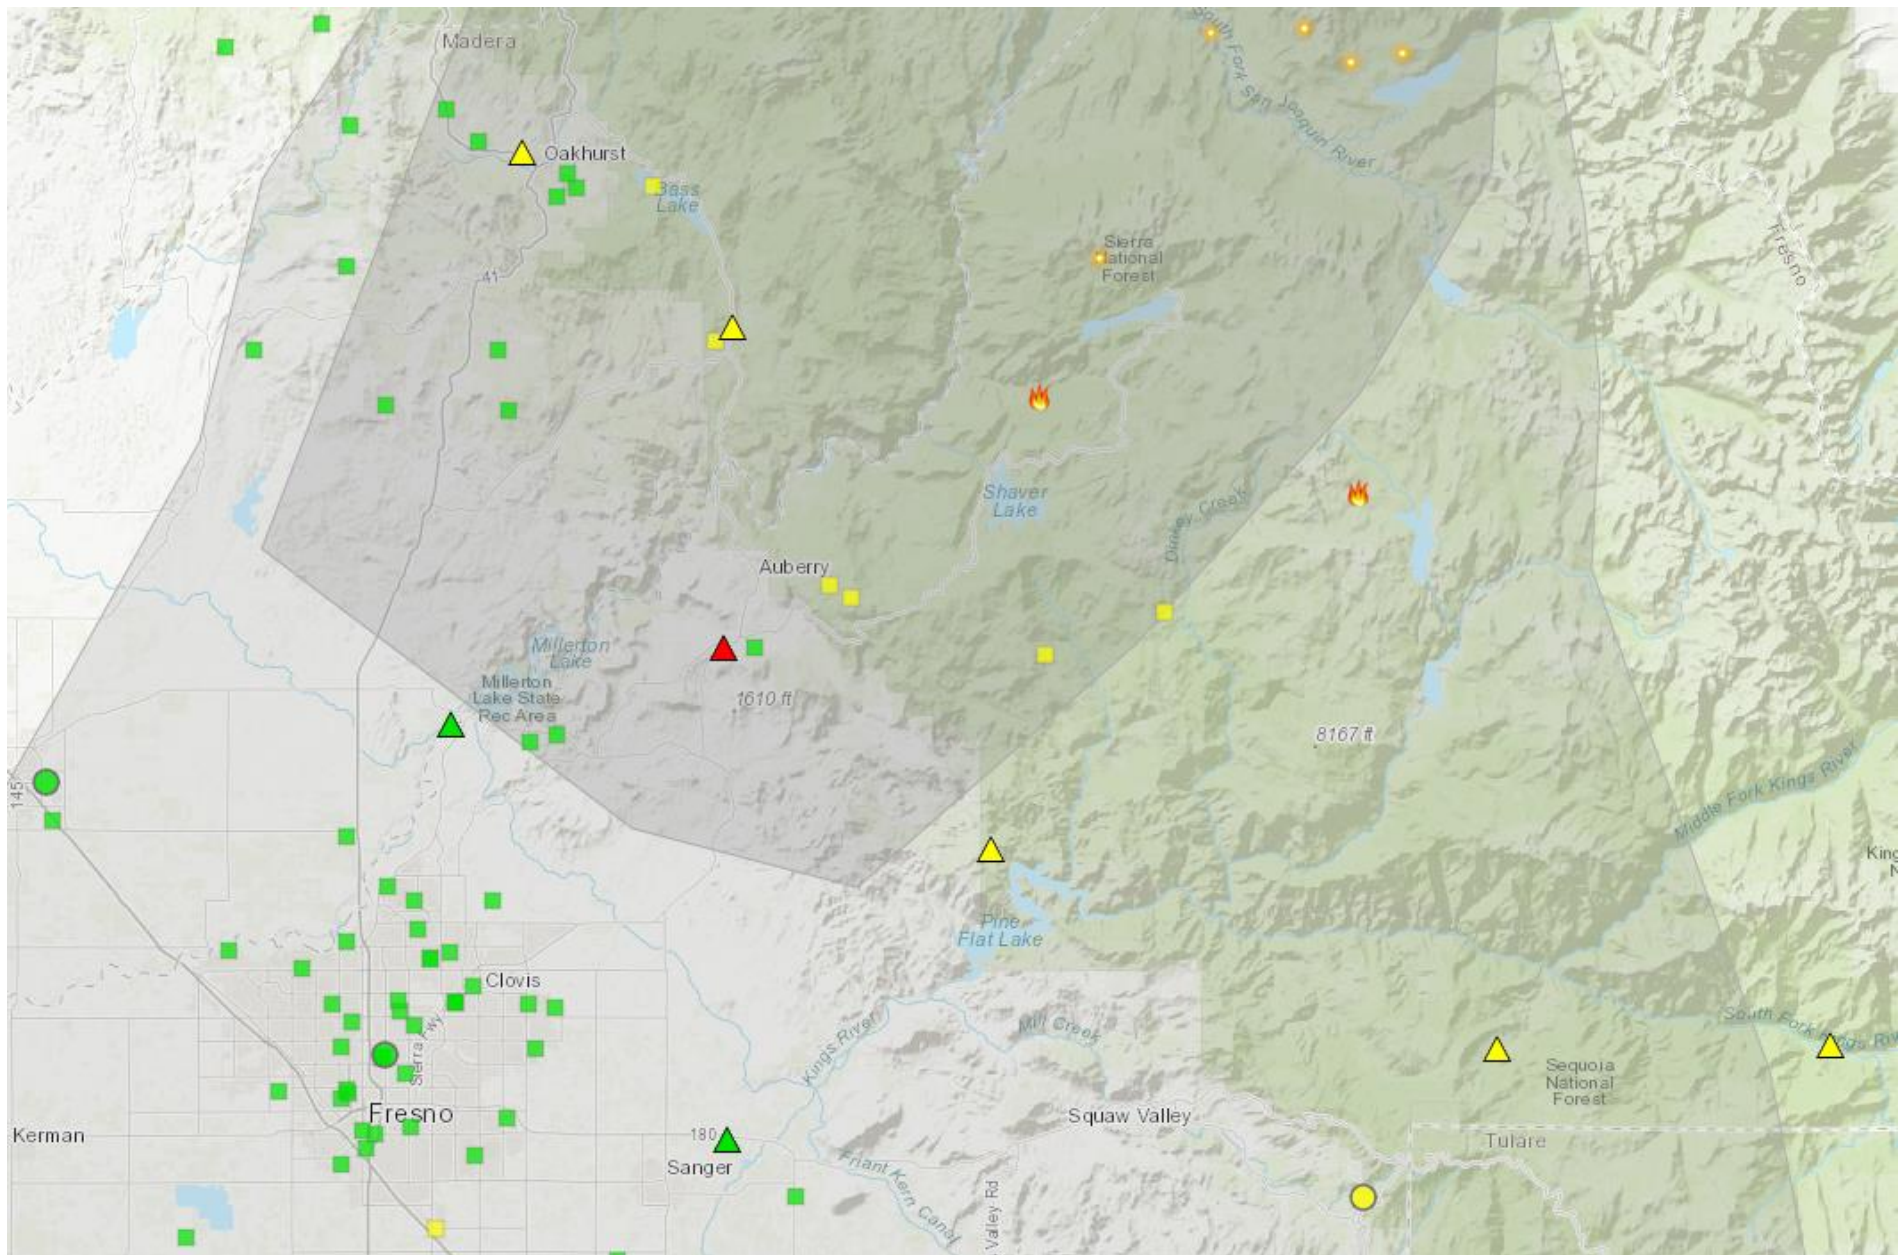 Madera
South Fork San Joaquin River
Oakhurst
Bass
Lake
Sierra
National
Forest
Fresno
41
Shaver
Lake
Dinkey Creek
Auberry
Millerton
Lake
Millerton
Lake State
Rec Area
1610 ft
8167 ft
145
Middle Fork Kings River
Pine
Flat Lake
Clovis
Sierra Fwy
Kings River
Mill Creek
South Fork Kings
Sequoia
National
Forest
Fresno
Kerman
Squaw Valley
180
Sanger
Tulare
Friant Kern Canal
Valley Rd